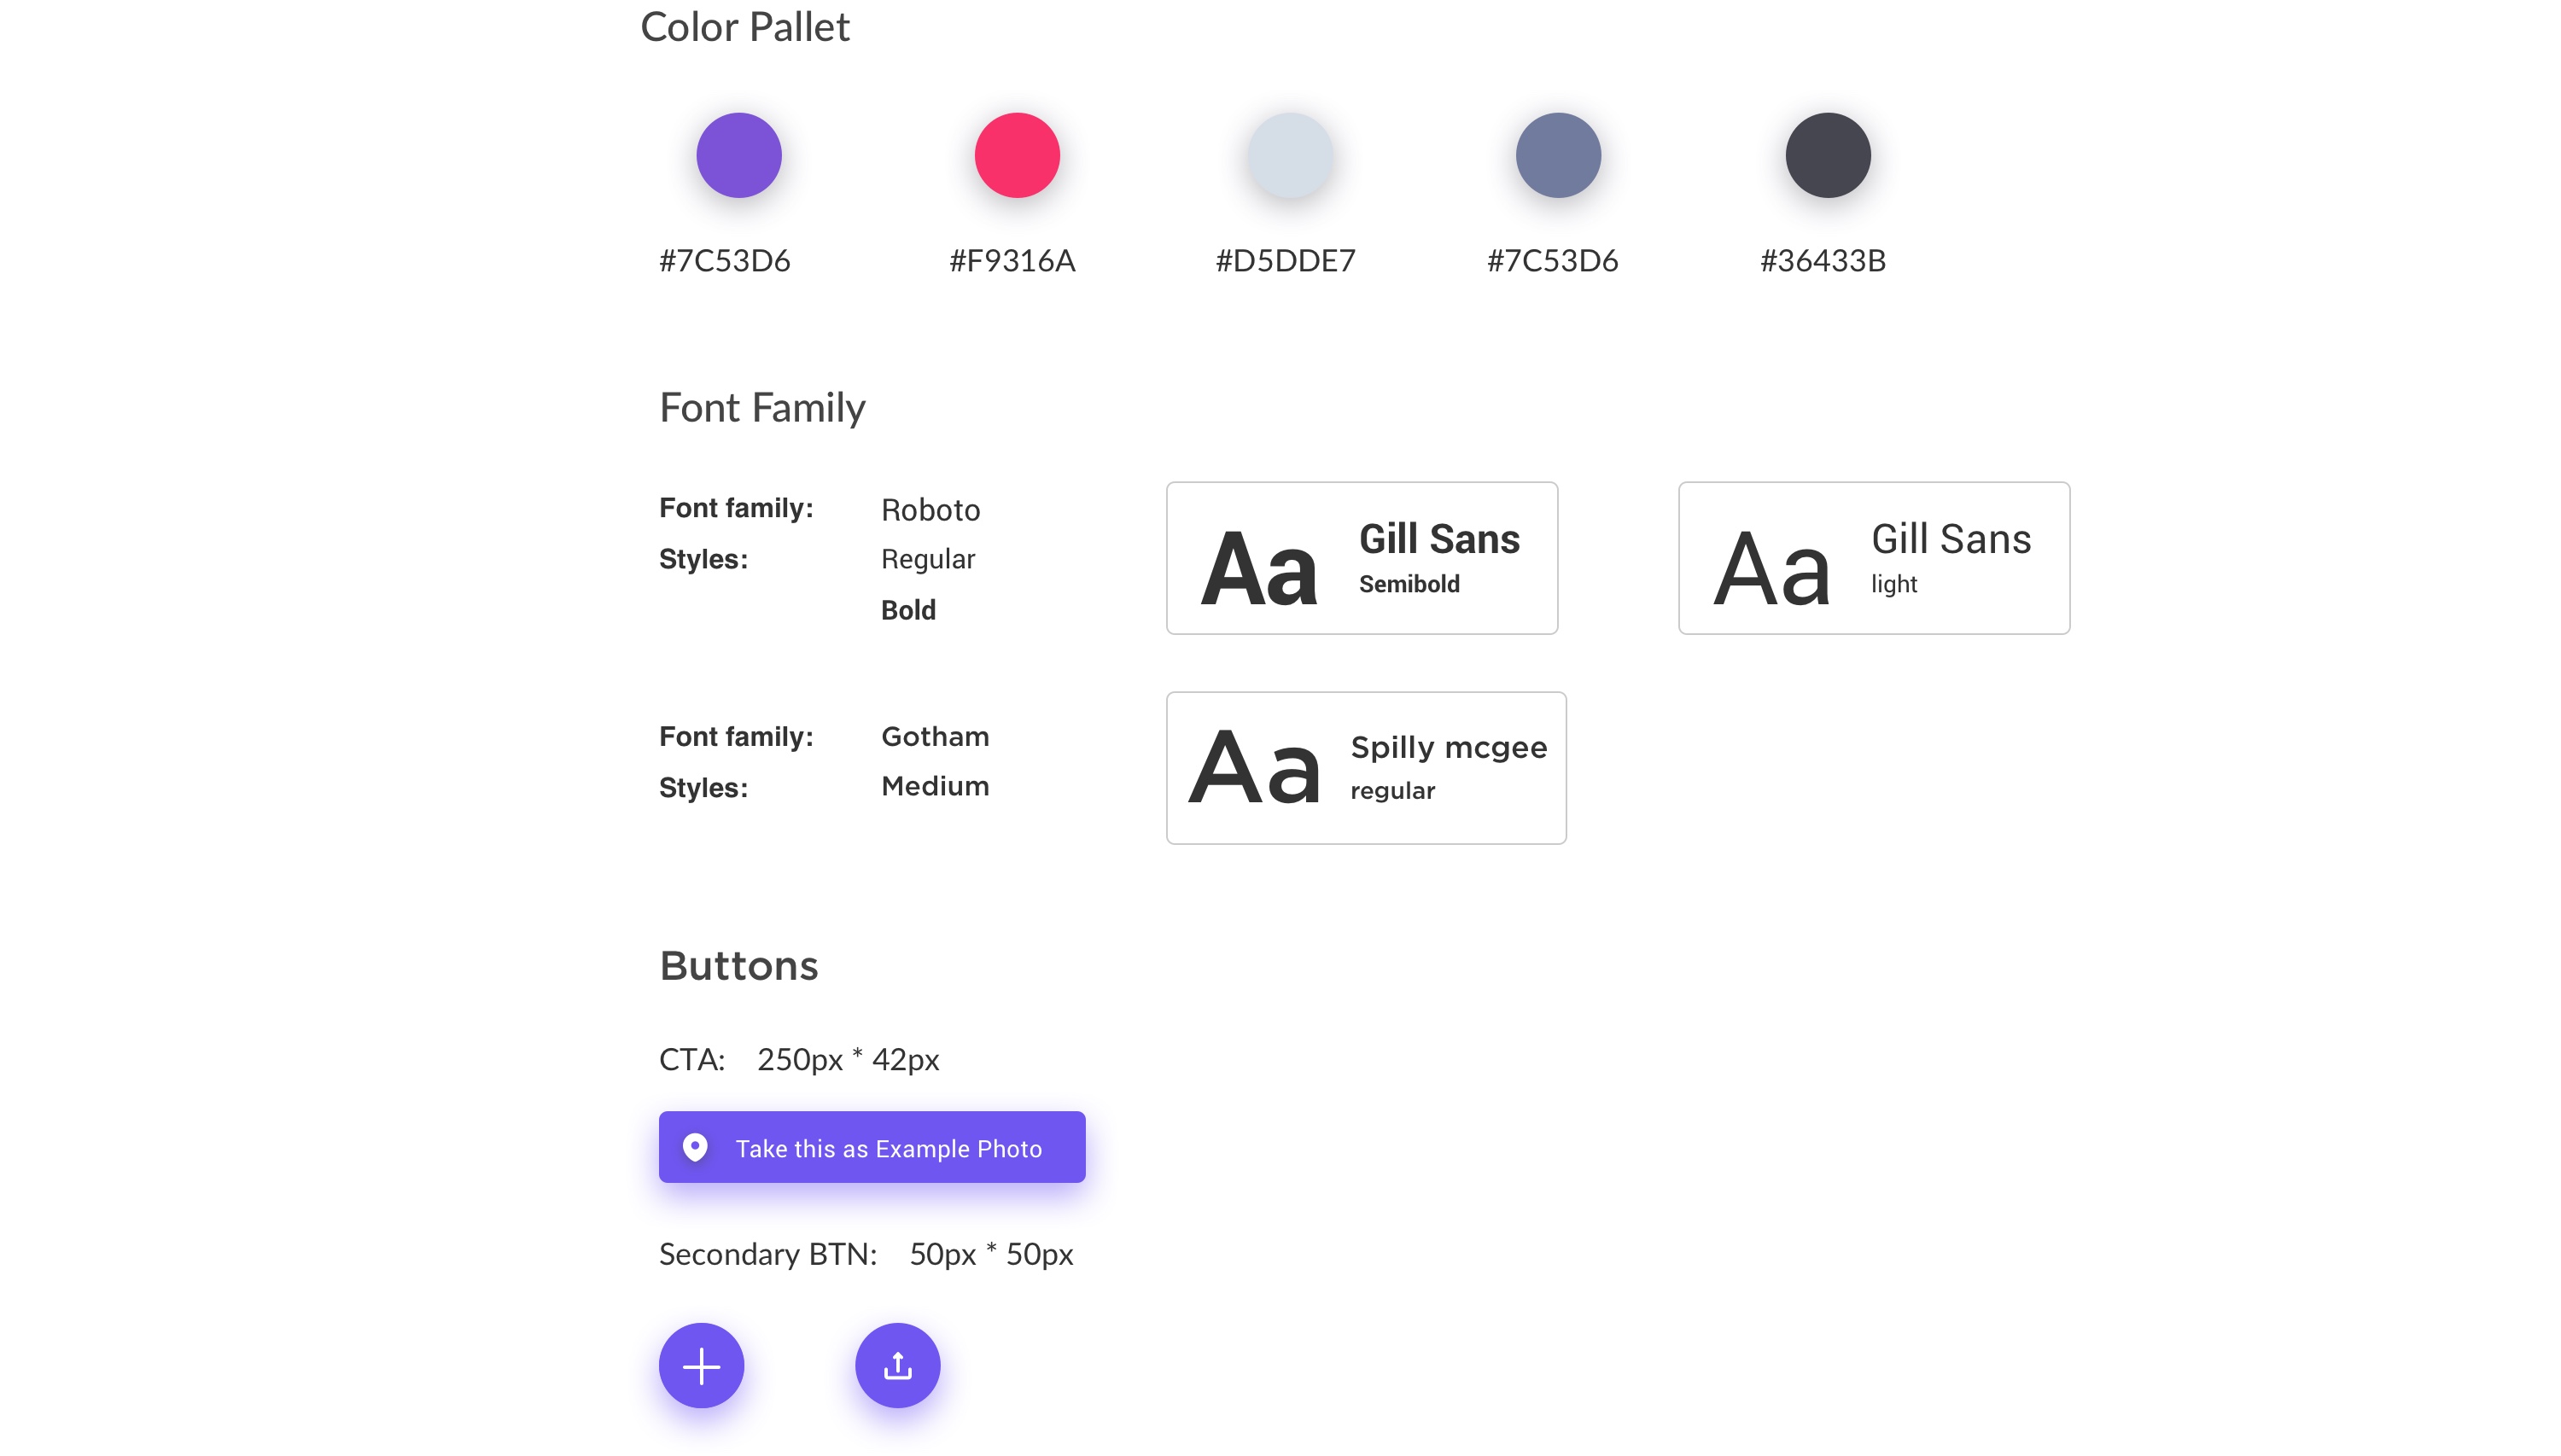 Color Pallet
#7C53D6
#F9316A
#D5DDE7
#7C53D6
#36433B
Font Family
Font family: Roboto
Styles: Regular
Bold
Aa
Gill Sans
Semibold
Aa
Gill Sans
light
Font family: Gotham
Styles: Medium
Aa
Spilly mcgee
regular
Buttons
CTA: 250px * 42px
Take this as Example Photo
Secondary BTN: 50px * 50px